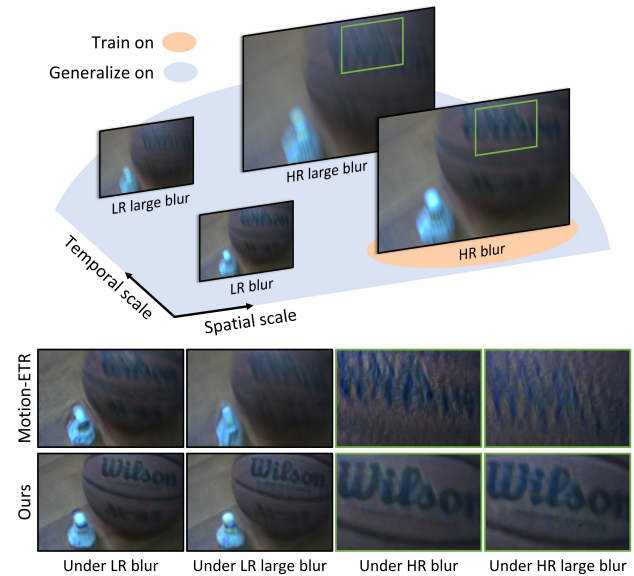 Train on
Generalize on
LR large blur
HR large blur
LR blur
HR blur
Temporal scale
Spatial scale
Motion-ETR
Ours
Wilson
Wilson
Wilson
Wilson
Under LR blur
Under LR large blur
Under HR blur
Under HR large blur